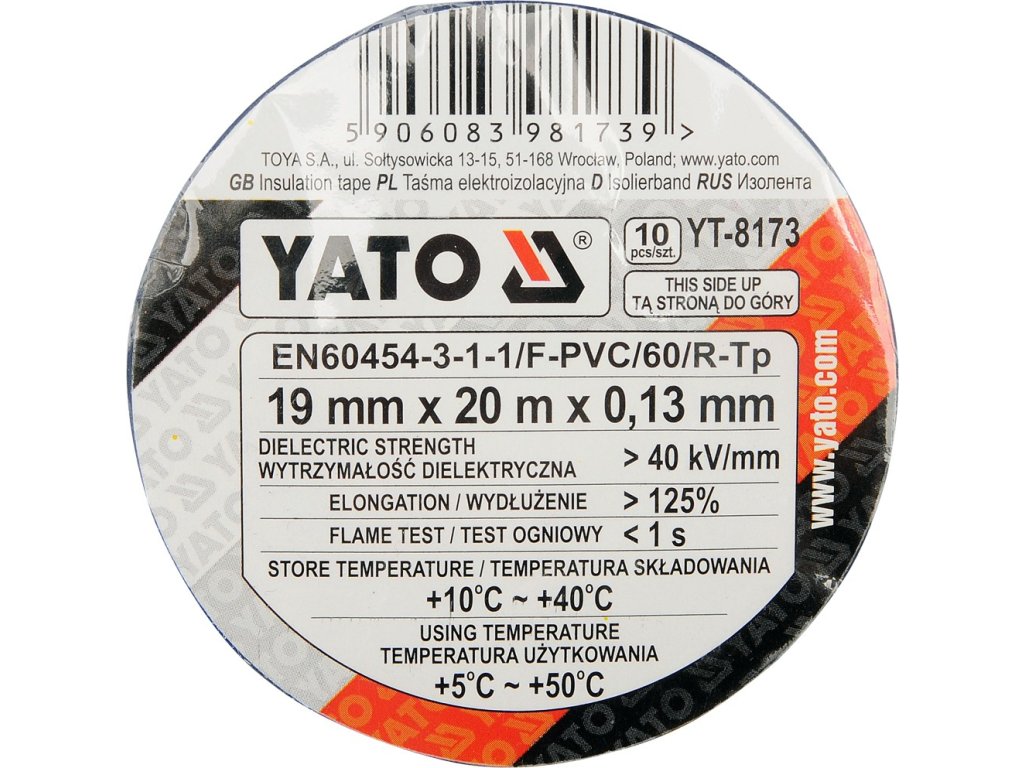 5 906083 981739 >
TOYA S.A., ul. Sołtysowicka 13-15, 51-168 Wrocław, Poland; www.yato.com
GB Insulation tape PL Taśma elektroizolacyjna D Isolierband RUS Изолента
YATO ®
10 pcs/szt.
YT-8173
THIS SIDE UP
TĄ STRONĄ DO GÓRY
EN60454-3-1-1/F-PVC/60/R-Tp
19 mm x 20 m x 0,13 mm
DIELECTRIC STRENGTH
WYTRZYMAŁOŚĆ DIELEKTRYCZNA > 40 kV/mm
ELONGATION / WYDŁUŻENIE > 125%
FLAME TEST / TEST OGNIOWY < 1 s
STORE TEMPERATURE / TEMPERATURA SKŁADOWANIA
+10°C ~ +40°C
USING TEMPERATURE
TEMPERATURA UŻYTKOWANIA
+5°C ~ +50°C
www.yato.com